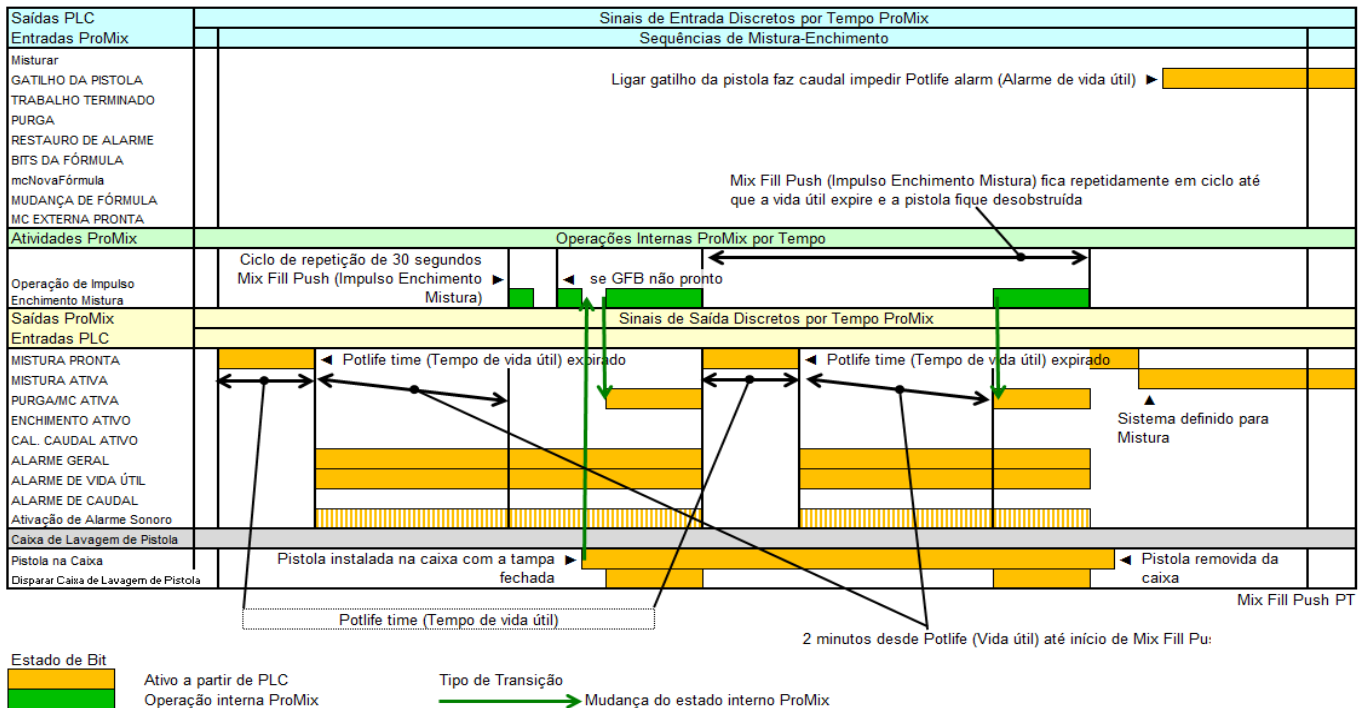 Saídas PLC
Sinais de Entrada Discretos por Tempo ProMix
Entradas ProMix
Sequências de Mistura-Enchimento
Misturar
GATILHO DA PISTOLA
Ligar gatilho da pistola faz caudal impedir Potlife alarm (Alarme de vida útil) ►
TRABALHO TERMINADO
PURGA
RESTAURO DE ALARME
BITS DA FÓRMULA
mcNovaFórmula
MUDANÇA DE FÓRMULA
MC EXTERNA PRONTA
Mix Fill Push (Impulso Enchimento Mistura) fica repetidamente em ciclo até
que a vida útil expire e a pistola fique desobstruída
Atividades ProMix
Operações Internas ProMix por Tempo
Ciclo de repetição de 30 segundos
Mix Fill Push (Impulso Enchimento ►
Mistura)
◄ se GFB não pronto
Operação de Impulso
Enchimento Mistura
Saídas ProMix
Sinais de Saída Discretos por Tempo ProMix
Entradas PLC
MISTURA PRONTA
◄ Potlife time (Tempo de vida útil) expirado
◄ Potlife time (Tempo de vida útil) expirado
MISTURA ATIVA
PURGA/MC ATIVA
▲
Sistema definido para
Mistura
ENCHIMENTO ATIVO
CAL. CAUDAL ATIVO
ALARME GERAL
ALARME DE VIDA ÚTIL
ALARME DE CAUDAL
Ativação de Alarme Sonoro
Caixa de Lavagem de Pistola
Pistola na Caixa
Pistola instalada na caixa com a tampa ►
fechada
◄ Pistola removida da
caixa
Disparar Caixa de Lavagem de Pistola
Mix Fill Push PT
Potlife time (Tempo de vida útil)
2 minutos desde Potlife (Vida útil) até início de Mix Fill Pu
Estado de Bit
Ativo a partir de PLC
Tipo de Transição
Operação interna ProMix
Mudança do estado interno ProMix